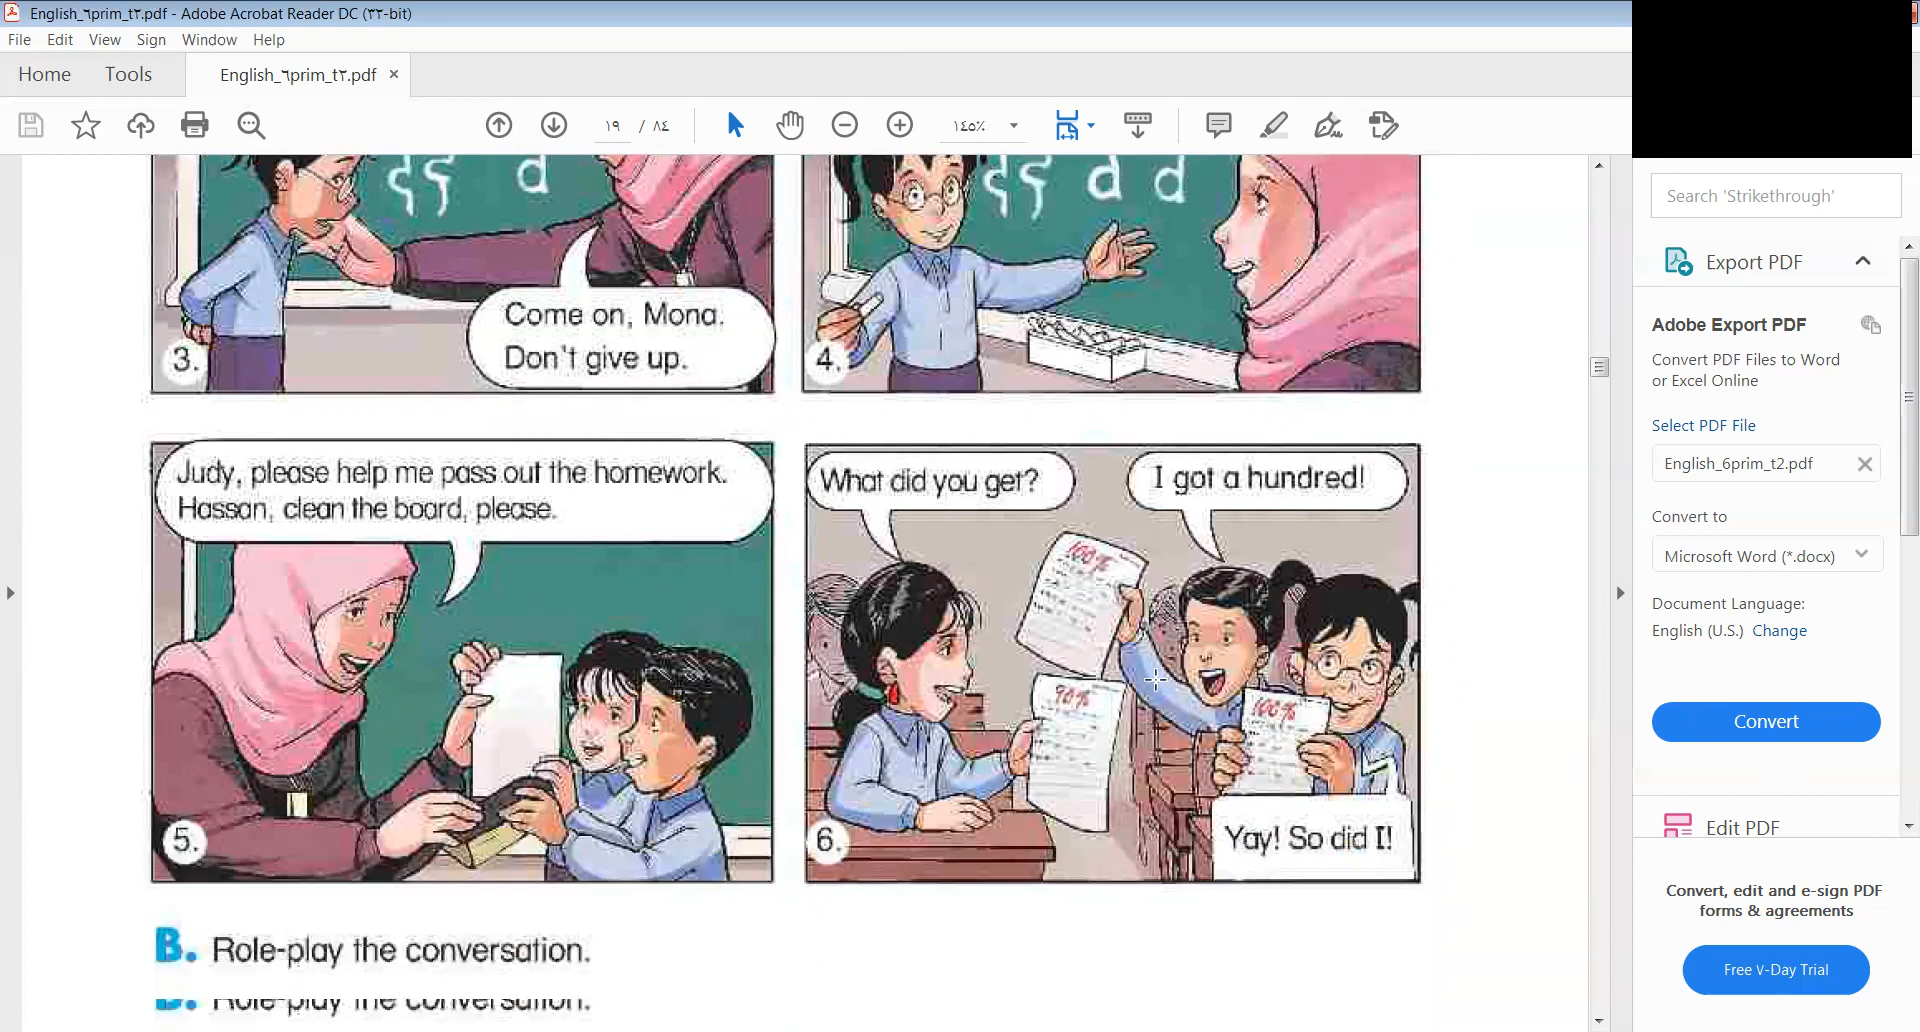 English_٦prim_t٢.pdf - Adobe Acrobat Reader DC (٣٢-bit)
File Edit View Sign Window Help
Home Tools English_٦prim_t٢.pdf ×
١٩ / ٨٤ ١٤٥٪
d
d d
Come on, Mona.
Don't give up.
3.
4.
Judy, please help me pass out the homework.
Hassan, clean the board, please.
5.
What did you get?
I got a hundred!
100%
90%
100%
Yay! So did I!
6.
B. Role-play the conversation.
Search 'Strikethrough'
Export PDF
Adobe Export PDF
Convert PDF Files to Word
or Excel Online
Select PDF File
English_6prim_t2.pdf
Convert to
Microsoft Word (*.docx)
Document Language:
English (U.S.) Change
Convert
Edit PDF
Convert, edit and e-sign PDF
forms & agreements
Free ٧-Day Trial